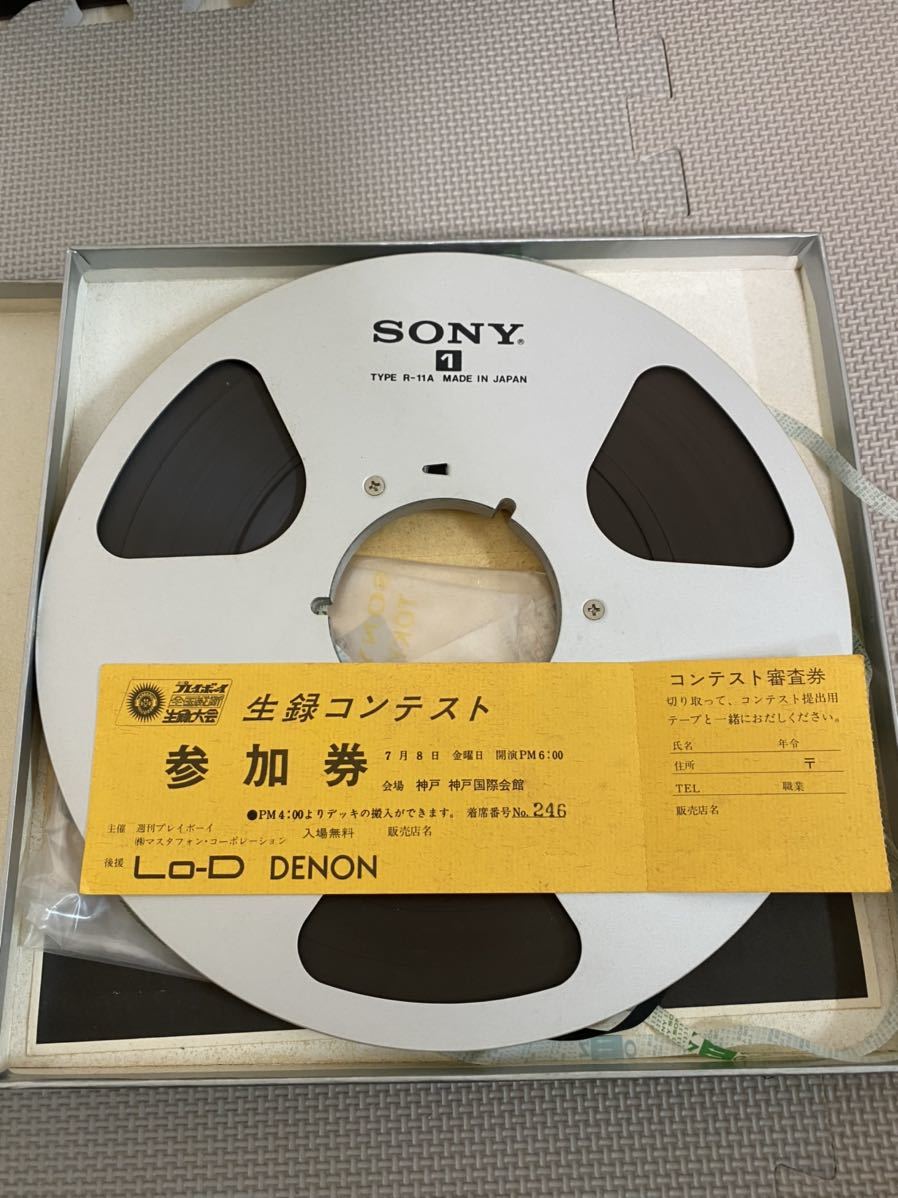 SONY®
1
TYPE R-11A MADE IN JAPAN
プレイボーイ
生録大会
生録コンテスト
参加券
7月8日 金曜日 開演PM6:00
会場 神戸 神戸国際会館
●PM4:00よりデッキの搬入ができます。 着席番号No.246
主催 週刊プレイボーイ
㈱マスタフォン・コーポレーション
入場無料 販売店名
後援 Lo-D DENON
コンテスト審査券
切り取って、コンテスト提出用
テープと一緒におだしください。
氏名 年令
住所 〒
TEL 職業
販売店名